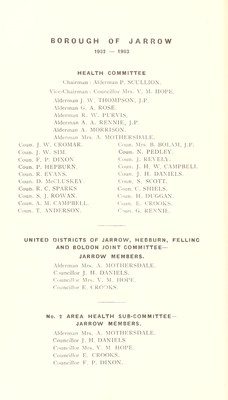 BOROUGH OF JARROW
1952 — 1953
HEALTH COMMITTEE
Chairman: Alderman P. SCULLION.
Vice-Chairman: Councillor Mrs. V. M. HOPE.
Alderman J. W. THOMPSON, J.P.
Alderman G. A. ROSE.
Alderman R. W. PURVIS.
Alderman A. A. RENNIE, J.P.
Alderman A. MORRISON.
Alderman Mrs. A. MOTHERSDALE.
Coun. J. W. CROMAR.
Coun. J. W. SIM.
Coun. F. P. DIXON
Coun. P. HEPBURN.
Coun. R. EVANS.
Coun. D. McCLUSKEY.
Coun. R. C. SPARKS
Coun. S. J. ROWAN.
Coun. A. M. CAMPBELL.
Coun. T. ANDERSON.
Coun. Mrs. B. BOLAM, J.P.
Coun. N. PEDLEY.
Coun. J. REVELY.
Coun. J. H. W. CAMPBELL
Coun. J. H. DANIELS.
Coun. S. SCOTT.
Coun. C. SHIELS.
Coun. H. DUGGAN.
Coun. E. CROOKS.
Coun. G. RENNIE.
UNITED DISTRICTS OF JARROW, HEBBURN, FELLING
AND BOLDON JOINT COMMITTEE—
JARROW MEMBERS.
Alderman Mrs. A. MOTHERSDALE.
Councillor J. H. DANIELS.
Councillor Mrs. V. M. HOPE.
Councillor E. CROOKS.
No. 2 AREA HEALTH SUB-COMMITTEE—
JARROW MEMBERS.
Alderman Mrs. A. MOTHERSDALE.
Councillor J. H. DANIELS
Councillor Mrs. V. M. HOPE.
Councillor E. CROOKS.
Councillor F. P. DIXON.